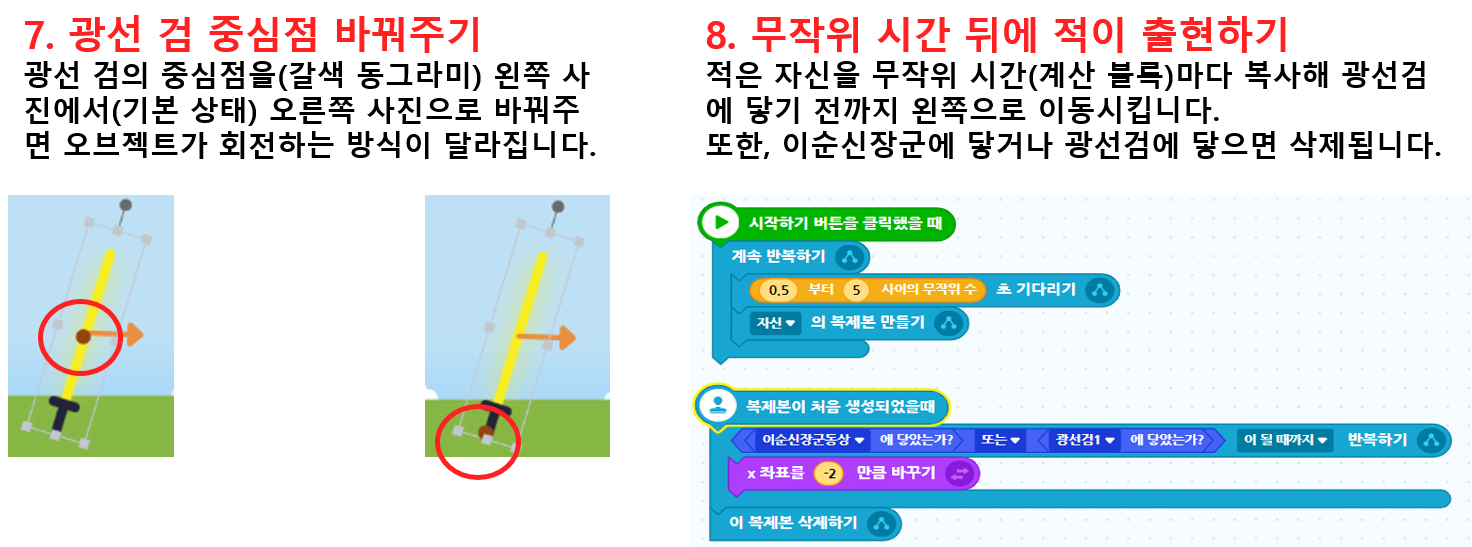 7. 광선 검 중심점 바꿔주기
광선 검의 중심점을(갈색 동그라미) 왼쪽 사
진에서(기본 상태) 오른쪽 사진으로 바꿔주
면 오브젝트가 회전하는 방식이 달라집니다.
8. 무작위 시간 뒤에 적이 출현하기
적은 자신을 무작위 시간(계산 블록)마다 복사해 광선검
에 닿기 전까지 왼쪽으로 이동시킵니다.
또한, 이순신장군에 닿거나 광선검에 닿으면 삭제됩니다.
시작하기 버튼을 클릭했을 때
계속 반복하기
0.5 부터 5 사이의 무작위 수 초 기다리기
자신 의 복제본 만들기
복제본이 처음 생성되었을때
이순신장군동상 에 닿았는가? 또는 광선검1 에 닿았는가? 이 될 때까지 반복하기
x 좌표를 -2 만큼 바꾸기
이 복제본 삭제하기